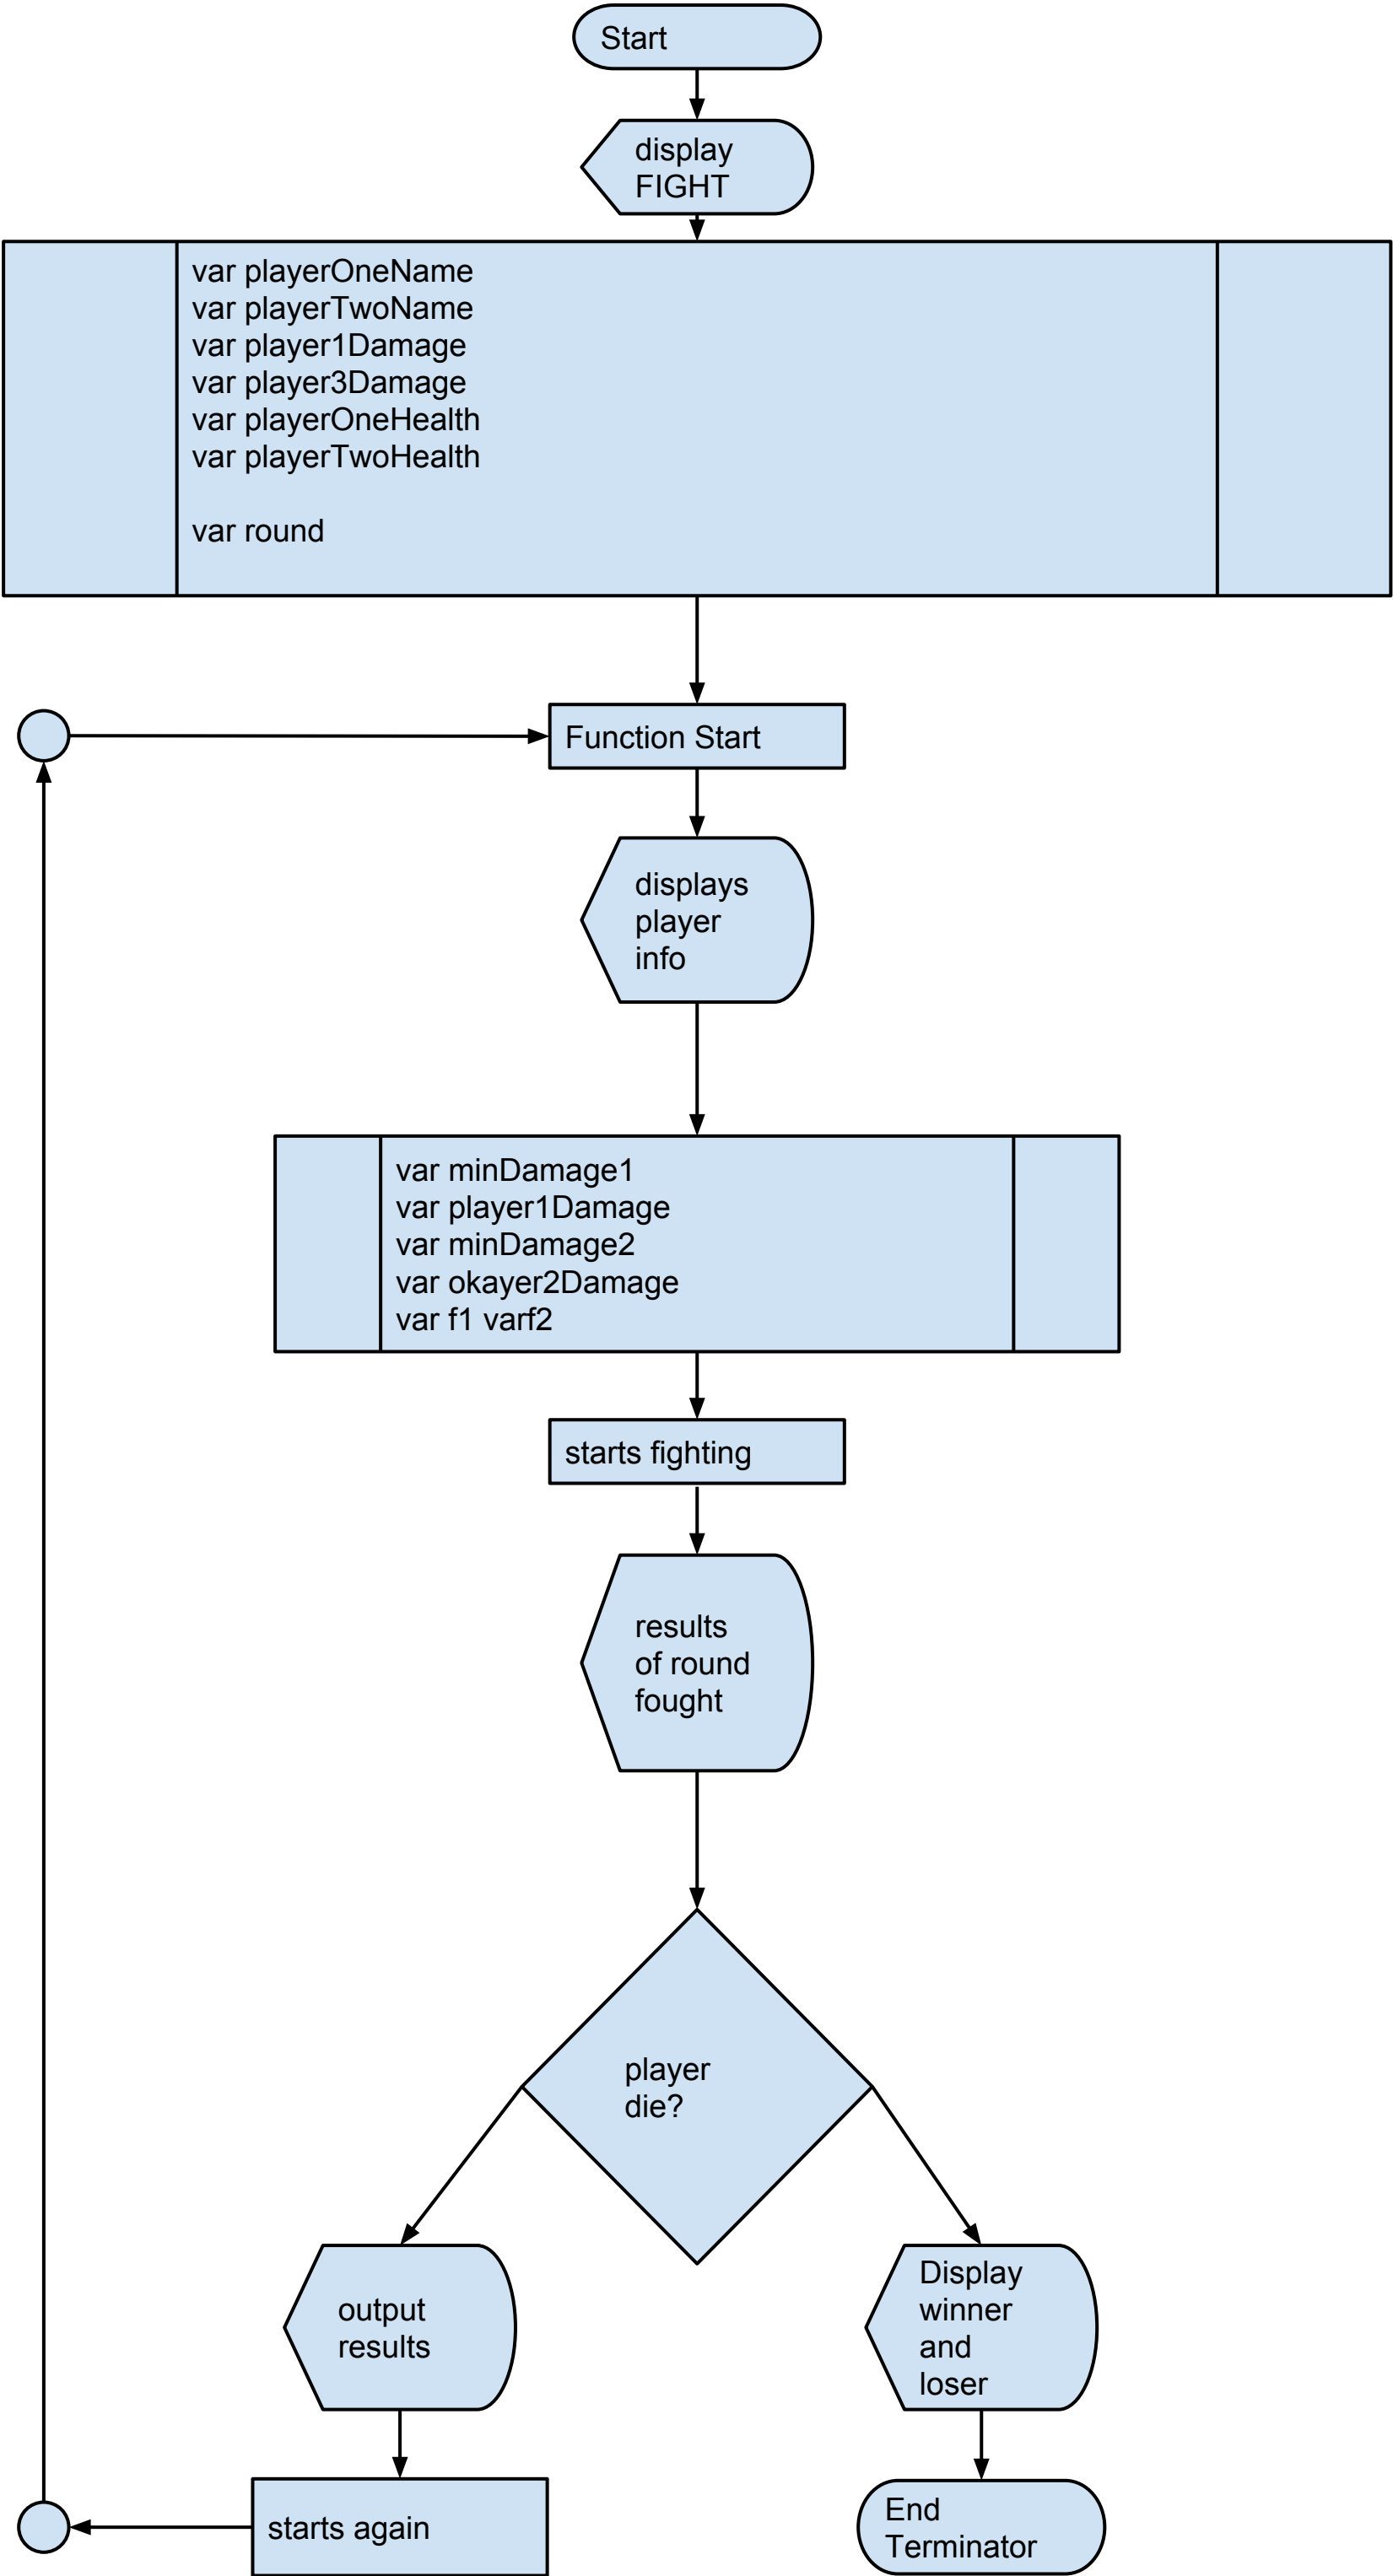 Start
display
FIGHT
var playerOneName
var playerTwoName
var player1Damage
var player3Damage
var playerOneHealth
var playerTwoHealth
var round
Function Start
displays
player
info
var minDamage1
var player1Damage
var minDamage2
var okayer2Damage
var f1 varf2
starts fighting
results
of round
fought
player
die?
output
results
Display
winner
and
loser
starts again
End
Terminator